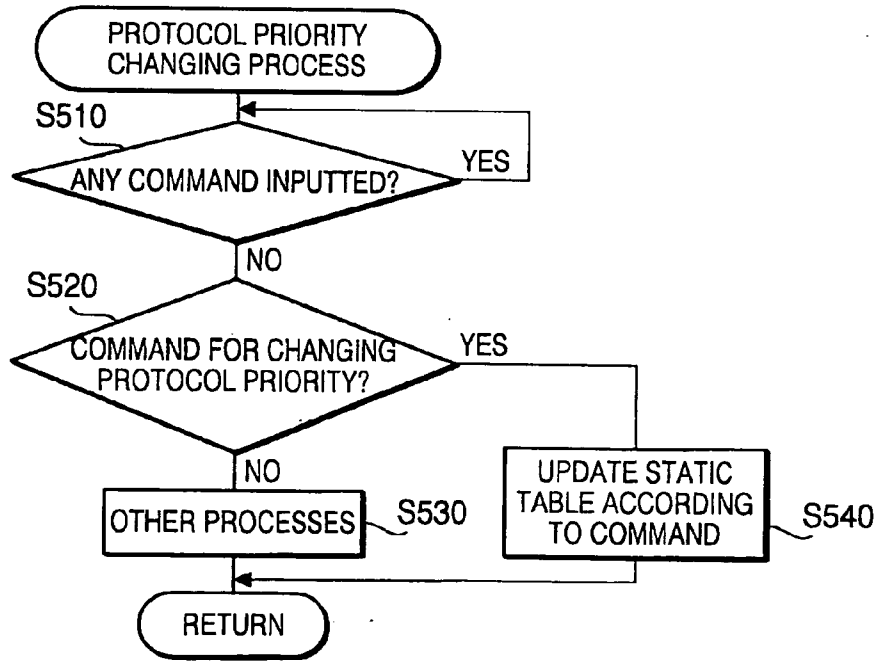 PROTOCOL PRIORITY
CHANGING PROCESS
S510
YES
ANY COMMAND INPUTTED?
NO
S520
YES
COMMAND FOR CHANGING
PROTOCOL PRIORITY?
NO
UPDATE STATIC
TABLE ACCORDING
TO COMMAND
S540
OTHER PROCESSES
S530
RETURN